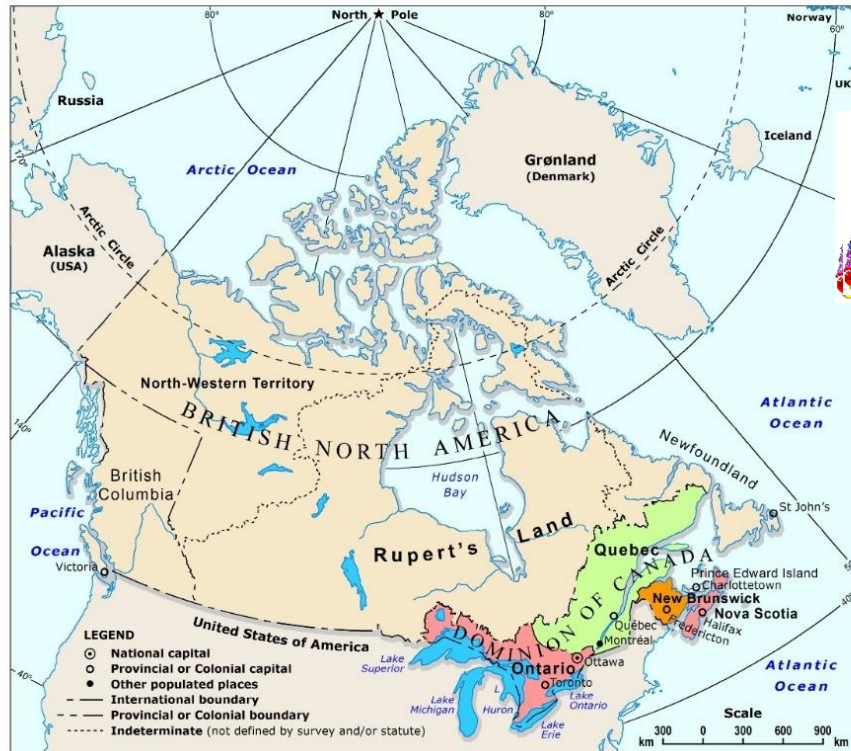 80°
North Pole
80°
Norway
60°
UK
Russia
Iceland
170°
Arctic Ocean
Grønland
(Denmark)
Alaska
(USA)
Arctic Circle
Arctic Circle
North-Western Territory
BRITISH NORTH AMERICA
Atlantic
Ocean
140°
Newfoundland
Hudson
Bay
British
Columbia
St John's
Pacific
Ocean
Rupert's Land
Quebec
Victoria
DOMINION OF CANADA
Prince Edward Island
Charlottetown
New Brunswick
Nova Scotia
Fredericton
Halifax
40°
Québec
Montréal
United States of America
Ontario
Ottawa
Toronto
Lake
Superior
Lake
Michigan
L
Huron
Lake
Ontario
Lake
Erie
Atlantic
Ocean
40°
LEGEND
National capital
Provincial or Colonial capital
Other populated places
International boundary
Provincial or Colonial boundary
Indeterminate (not defined by survey and/or statute)
Scale
300 0 300 600 900
km km